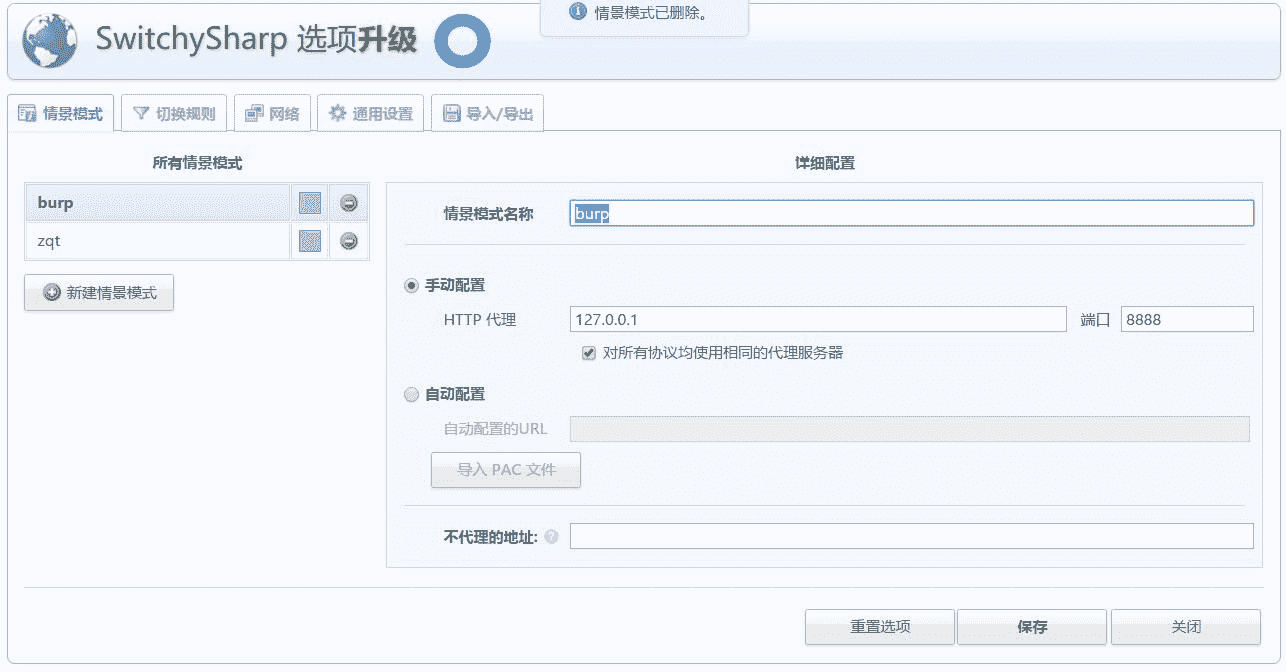 情景模式已删除。
SwitchySharp 选项升级
情景模式 切换规则 网络 通用设置 导入/导出
所有情景模式
burp
zqt
新建情景模式
详细配置
情景模式名称 burp
手动配置
HTTP 代理 127.0.0.1 端口 8888
对所有协议均使用相同的代理服务器
自动配置
自动配置的URL
导入 PAC 文件
不代理的地址: ?
重置选项 保存 关闭